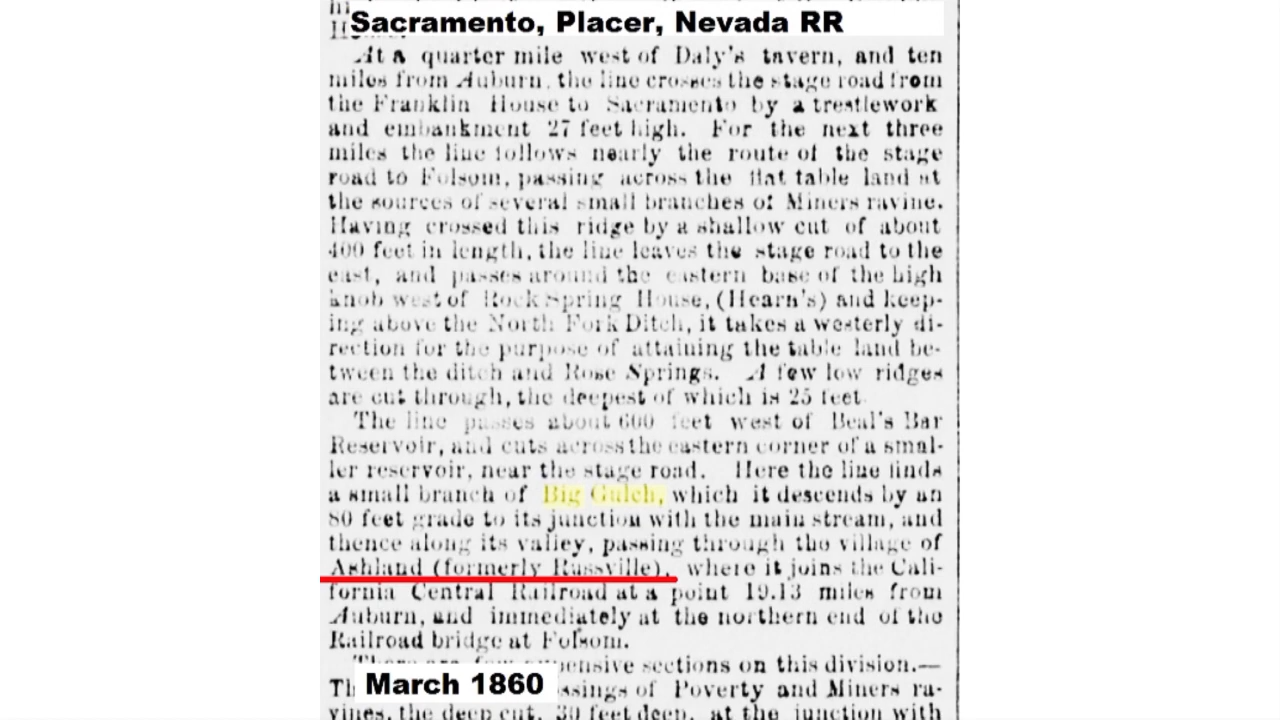 Sacramento, Placer, Nevada RR
At a quarter mile west of Daly's tavern, and ten
miles from Auburn, the line crosses the stage road from
the Franklin House to Sacramento by a trestlework
and embankment 27 feet high. For the next three
miles the line follows nearly the route of the stage
road to Folsom, passing across the flat table land at
the sources of several small branches of Miners ravine.
Having crossed this ridge by a shallow cut of about
400 feet in length, the line leaves the stage road to the
east, and passes around the eastern base of the high
knob west of Rock Spring House, (Hearn's) and keep-
ing above the North Fork Ditch, it takes a westerly di-
rection for the purpose of attaining the table land be-
tween the ditch and Rose Springs. A few low ridges
are cut through, the deepest of which is 25 feet
The line passes about 600 feet west of Beal's Bar
Reservoir, and cuts across the eastern corner of a smal-
ler reservoir, near the stage road. Here the line finds
a small branch of Big Gulch, which it descends by an
80 feet grade to its junction with the main stream, and
thence along its valley, passing through the village of
Ashland (formerly Russville), where it joins the Cali-
fornia Central Railroad at a point 19.13 miles from
Auburn, and immediately at the northern end of the
Railroad bridge at Folsom.
There are few expensive sections on this division.—
March 1860
ssings of Poverty and Miners ra-
vines, the deep cut, 30 feet deep, at the junction with